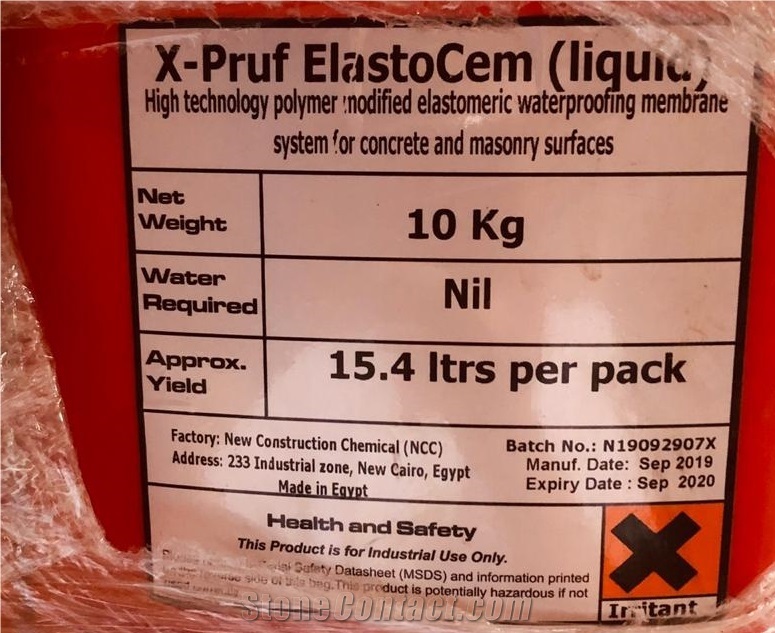 X-Pruf ElastoCem (liquid)
High technology polymer modified elastomeric waterproofing membrane
system for concrete and masonry surfaces
Net
Weight
10 Kg
Water
Required
Nil
Approx.
Yield
15.4 ltrs per pack
Factory: New Construction Chemical (NCC)
Address: 233 Industrial zone, New Cairo, Egypt
Made in Egypt
Batch No.: N19092907X
Manuf. Date: Sep 2019
Expiry Date : Sep 2020
Health and Safety
This Product is for Industrial Use Only.
Safety Datasheet (MSDS) and information printed
side of this bag.This product is potentially hazardous if not
Irritant
StoneContact.com